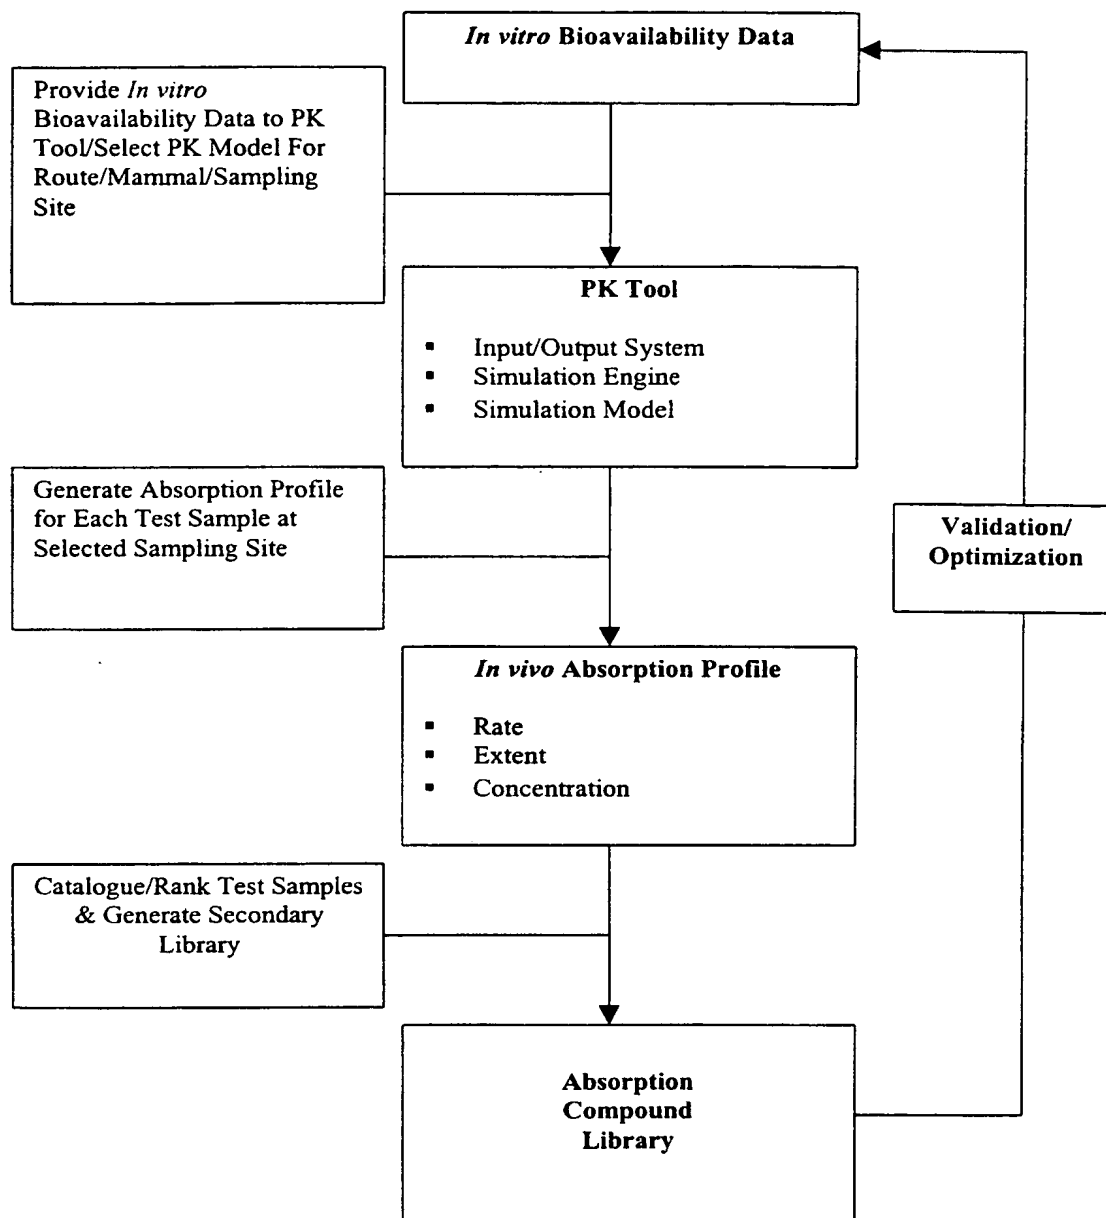 In vitro Bioavailability Data
Provide In vitro
Bioavailability Data to PK
Tool/Select PK Model For
Route/Mammal/Sampling
Site
PK Tool
▪ Input/Output System
▪ Simulation Engine
▪ Simulation Model
Generate Absorption Profile
for Each Test Sample at
Selected Sampling Site
Validation/
Optimization
In vivo Absorption Profile
▪ Rate
▪ Extent
▪ Concentration
Catalogue/Rank Test Samples
& Generate Secondary
Library
Absorption
Compound
Library